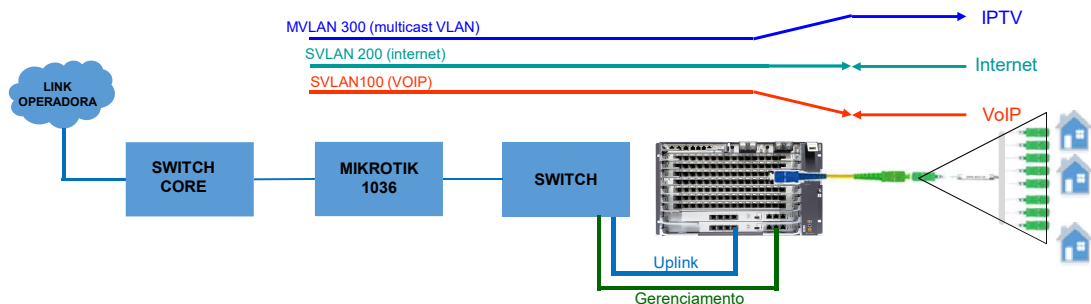 MVLAN 300 (multicast VLAN)
IPTV
SVLAN 200 (internet)
Internet
SVLAN100 (VOIP)
VoIP
LINK
OPERADORA
SWITCH
CORE
MIKROTIK
1036
SWITCH
Uplink
Gerenciamento